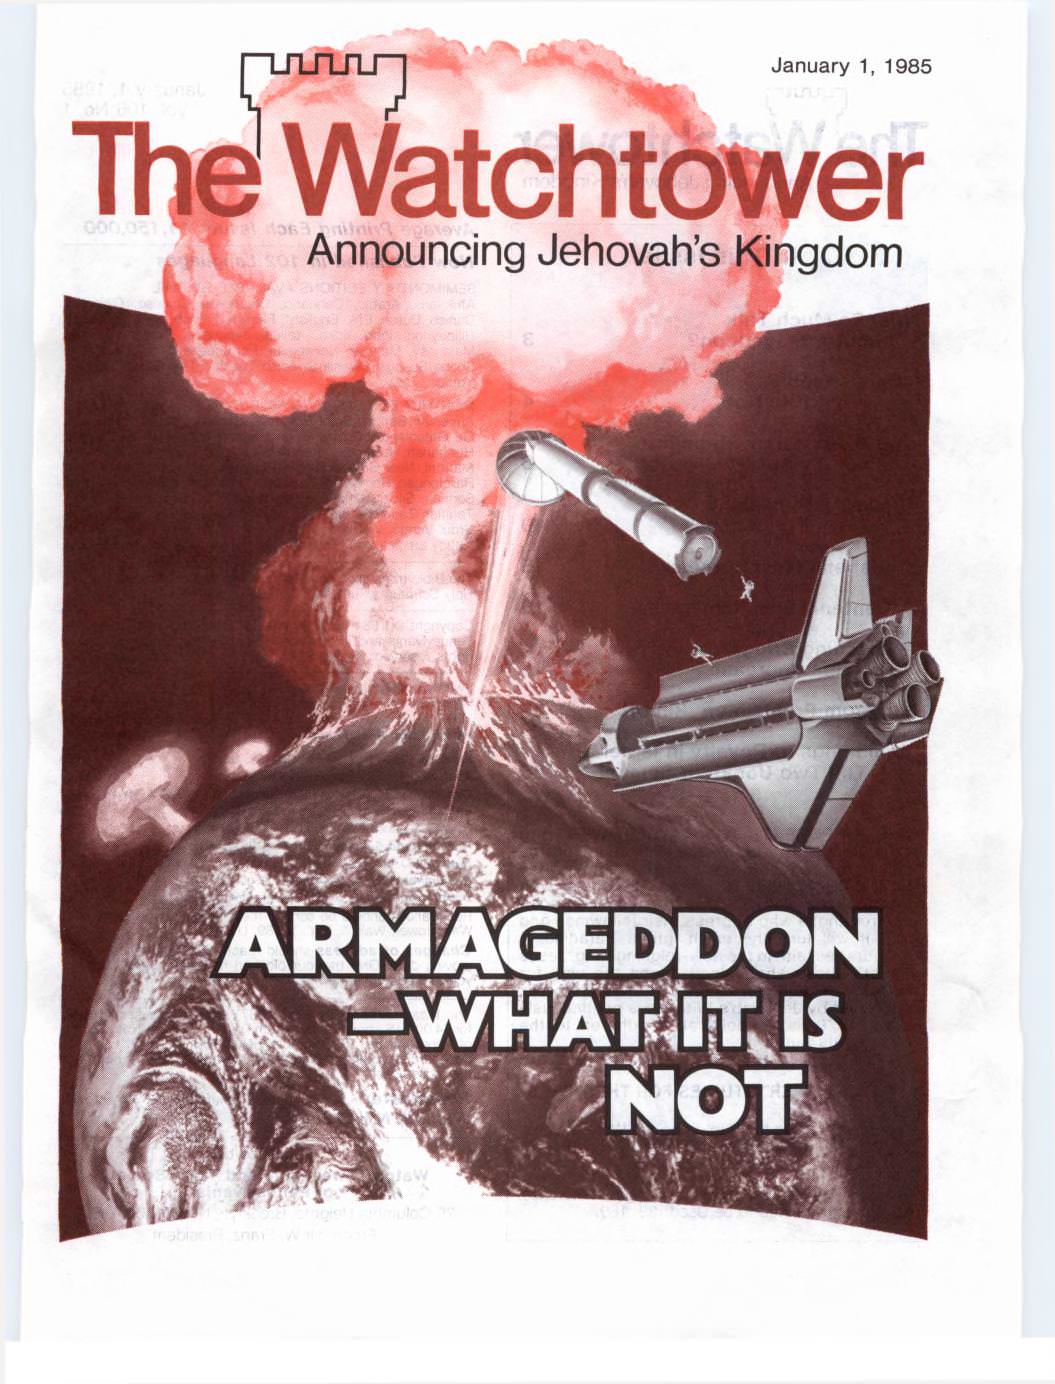 January 1, 1985
The Watchtower
Announcing Jehovah's Kingdom
ARMAGEDDON
–WHAT IT IS
NOT